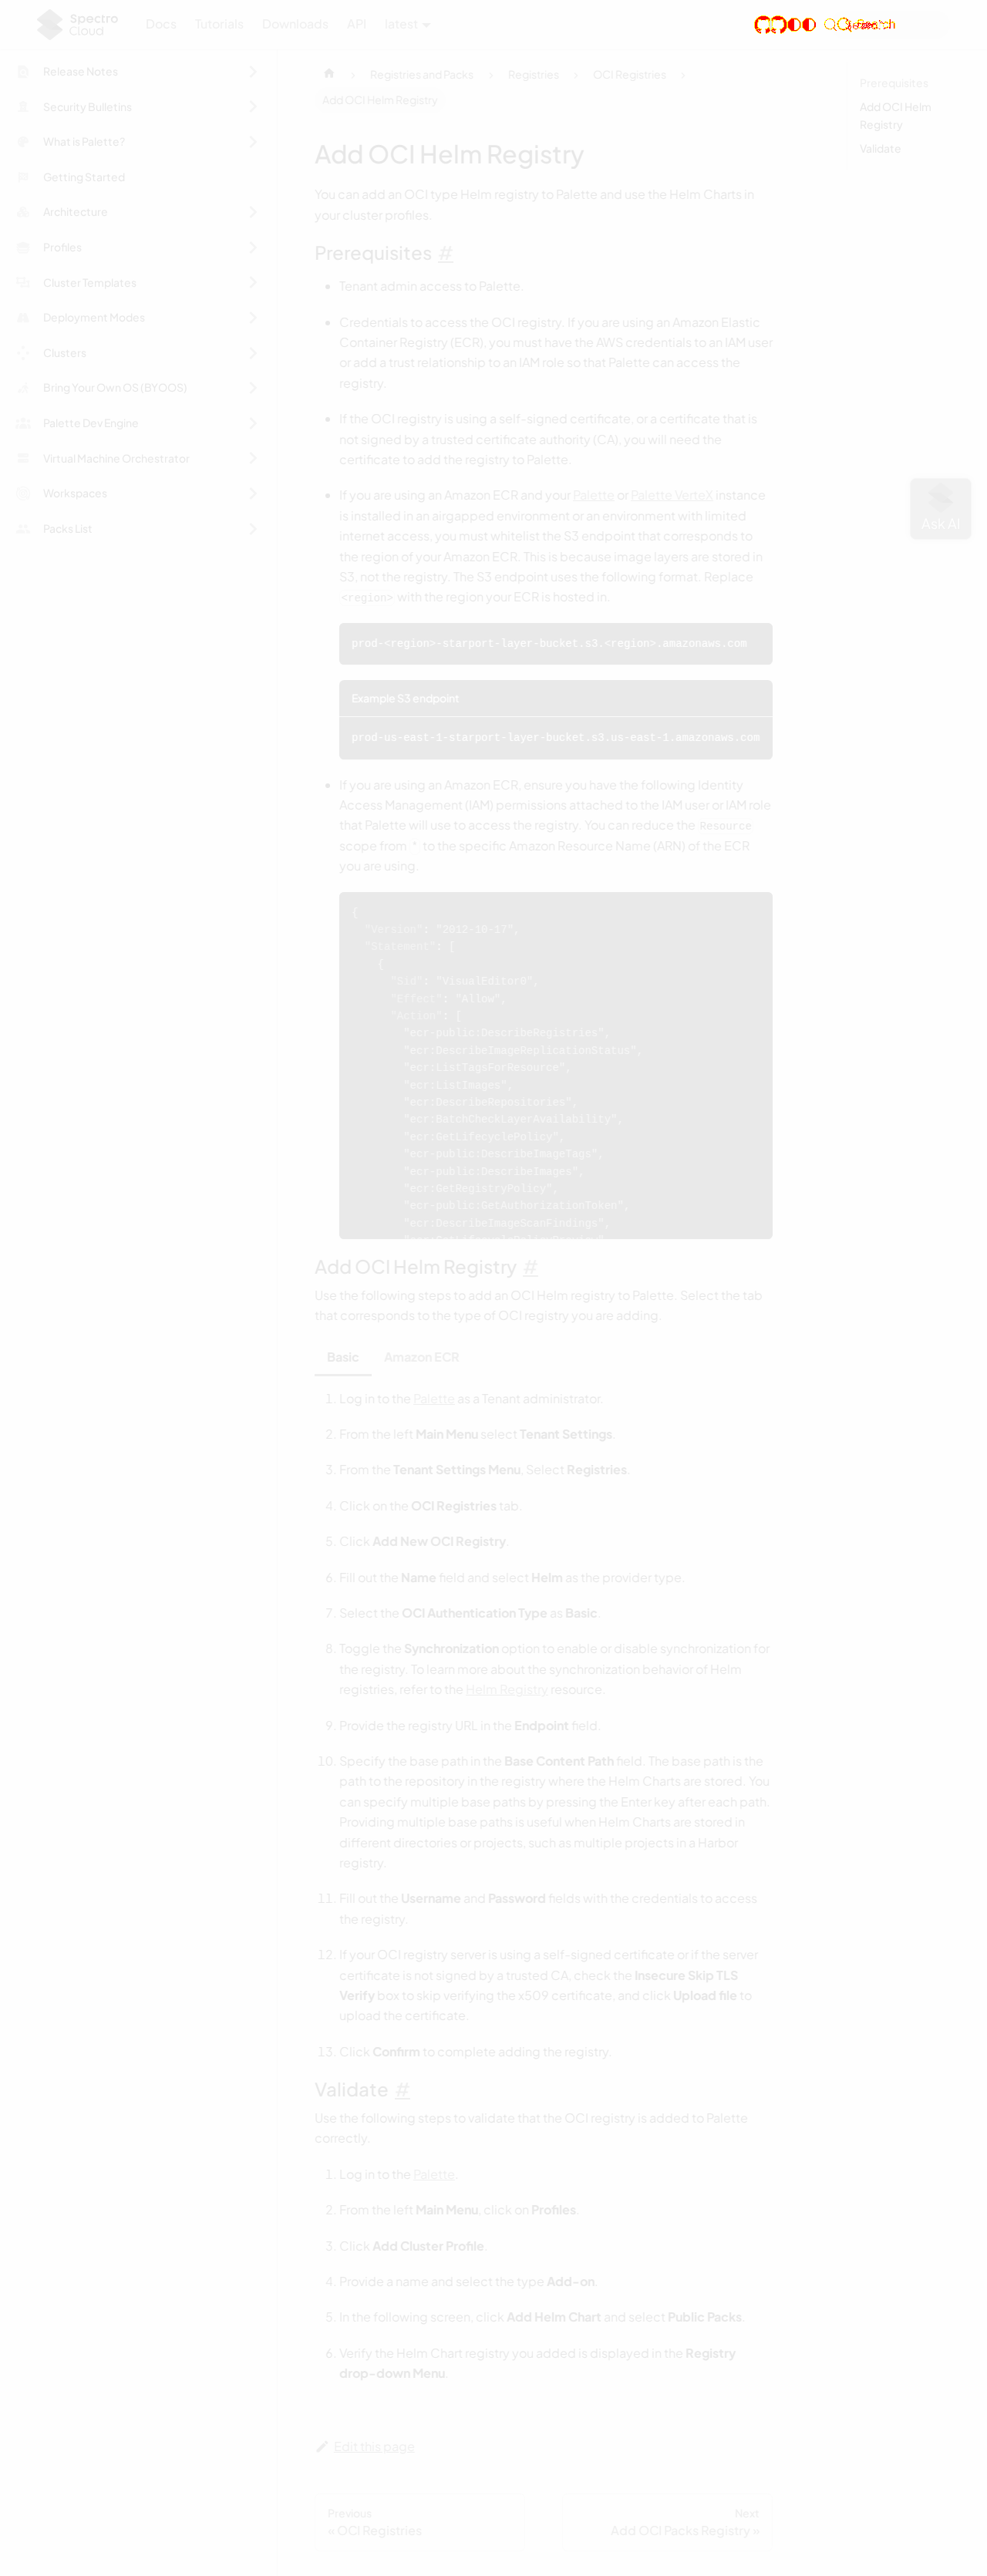 Spectro
Cloud
Docs
Tutorials
Downloads
API
latest
Release Notes
Security Bulletins
What is Palette?
Getting Started
Architecture
Profiles
Cluster Templates
Deployment Modes
Clusters
Bring Your Own OS (BYOOS)
Palette Dev Engine
Virtual Machine Orchestrator
Workspaces
Packs List
Registries and Packs
Registries
OCI Registries
Add OCI Helm Registry
Add OCI Helm Registry
You can add an OCI type Helm registry to Palette and use the Helm Charts in
your cluster profiles.
Prerequisites #
Tenant admin access to Palette.
Credentials to access the OCI registry. If you are using an Amazon Elastic
Container Registry (ECR), you must have the AWS credentials to an IAM user
or add a trust relationship to an IAM role so that Palette can access the
registry.
If the OCI registry is using a self-signed certificate, or a certificate that is
not signed by a trusted certificate authority (CA), you will need the
certificate to add the registry to Palette.
If you are using an Amazon ECR and your Palette or Palette VerteX instance
is installed in an airgapped environment or an environment with limited
internet access, you must whitelist the S3 endpoint that corresponds to
the region of your Amazon ECR. This is because image layers are stored in
S3, not the registry. The S3 endpoint uses the following format. Replace
<region> with the region your ECR is hosted in.
prod-<region>-starport-layer-bucket.s3.<region>.amazonaws.com
Example S3 endpoint
prod-us-east-1-starport-layer-bucket.s3.us-east-1.amazonaws.com
If you are using an Amazon ECR, ensure you have the following Identity
Access Management (IAM) permissions attached to the IAM user or IAM role
that Palette will use to access the registry. You can reduce the Resource
scope from * to the specific Amazon Resource Name (ARN) of the ECR
you are using.
{
"Version": "2012-10-17",
"Statement": [
{
"Sid": "VisualEditor0",
"Effect": "Allow",
"Action": [
"ecr-public:DescribeRegistries",
"ecr:DescribeImageReplicationStatus",
"ecr:ListTagsForResource",
"ecr:ListImages",
"ecr:DescribeRepositories",
"ecr:BatchCheckLayerAvailability",
"ecr:GetLifecyclePolicy",
"ecr-public:DescribeImageTags",
"ecr-public:DescribeImages",
"ecr:GetRegistryPolicy",
"ecr-public:GetAuthorizationToken",
"ecr:DescribeImageScanFindings",
Add OCI Helm Registry #
Use the following steps to add an OCI Helm registry to Palette. Select the tab
that corresponds to the type of OCI registry you are adding.
Basic
Amazon ECR
1. Log in to the Palette as a Tenant administrator.
2. From the left Main Menu select Tenant Settings.
3. From the Tenant Settings Menu, Select Registries.
4. Click on the OCI Registries tab.
5. Click Add New OCI Registry.
6. Fill out the Name field and select Helm as the provider type.
7. Select the OCI Authentication Type as Basic.
8. Toggle the Synchronization option to enable or disable synchronization for
the registry. To learn more about the synchronization behavior of Helm
registries, refer to the Helm Registry resource.
9. Provide the registry URL in the Endpoint field.
10. Specify the base path in the Base Content Path field. The base path is the
path to the repository in the registry where the Helm Charts are stored. You
can specify multiple base paths by pressing the Enter key after each path.
Providing multiple base paths is useful when Helm Charts are stored in
different directories or projects, such as multiple projects in a Harbor
registry.
11. Fill out the Username and Password fields with the credentials to access
the registry.
12. If your OCI registry server is using a self-signed certificate or if the server
certificate is not signed by a trusted CA, check the Insecure Skip TLS
Verify box to skip verifying the x509 certificate, and click Upload file to
upload the certificate.
13. Click Confirm to complete adding the registry.
Validate #
Use the following steps to validate that the OCI registry is added to Palette
correctly.
1. Log in to the Palette.
2. From the left Main Menu, click on Profiles.
3. Click Add Cluster Profile.
4. Provide a name and select the type Add-on.
5. In the following screen, click Add Helm Chart and select Public Packs.
6. Verify the Helm Chart registry you added is displayed in the Registry
drop-down Menu.
Edit this page
Previous
« OCI Registries
Next
Add OCI Packs Registry »
Prerequisites
Add OCI Helm
Registry
Validate
Ask AI